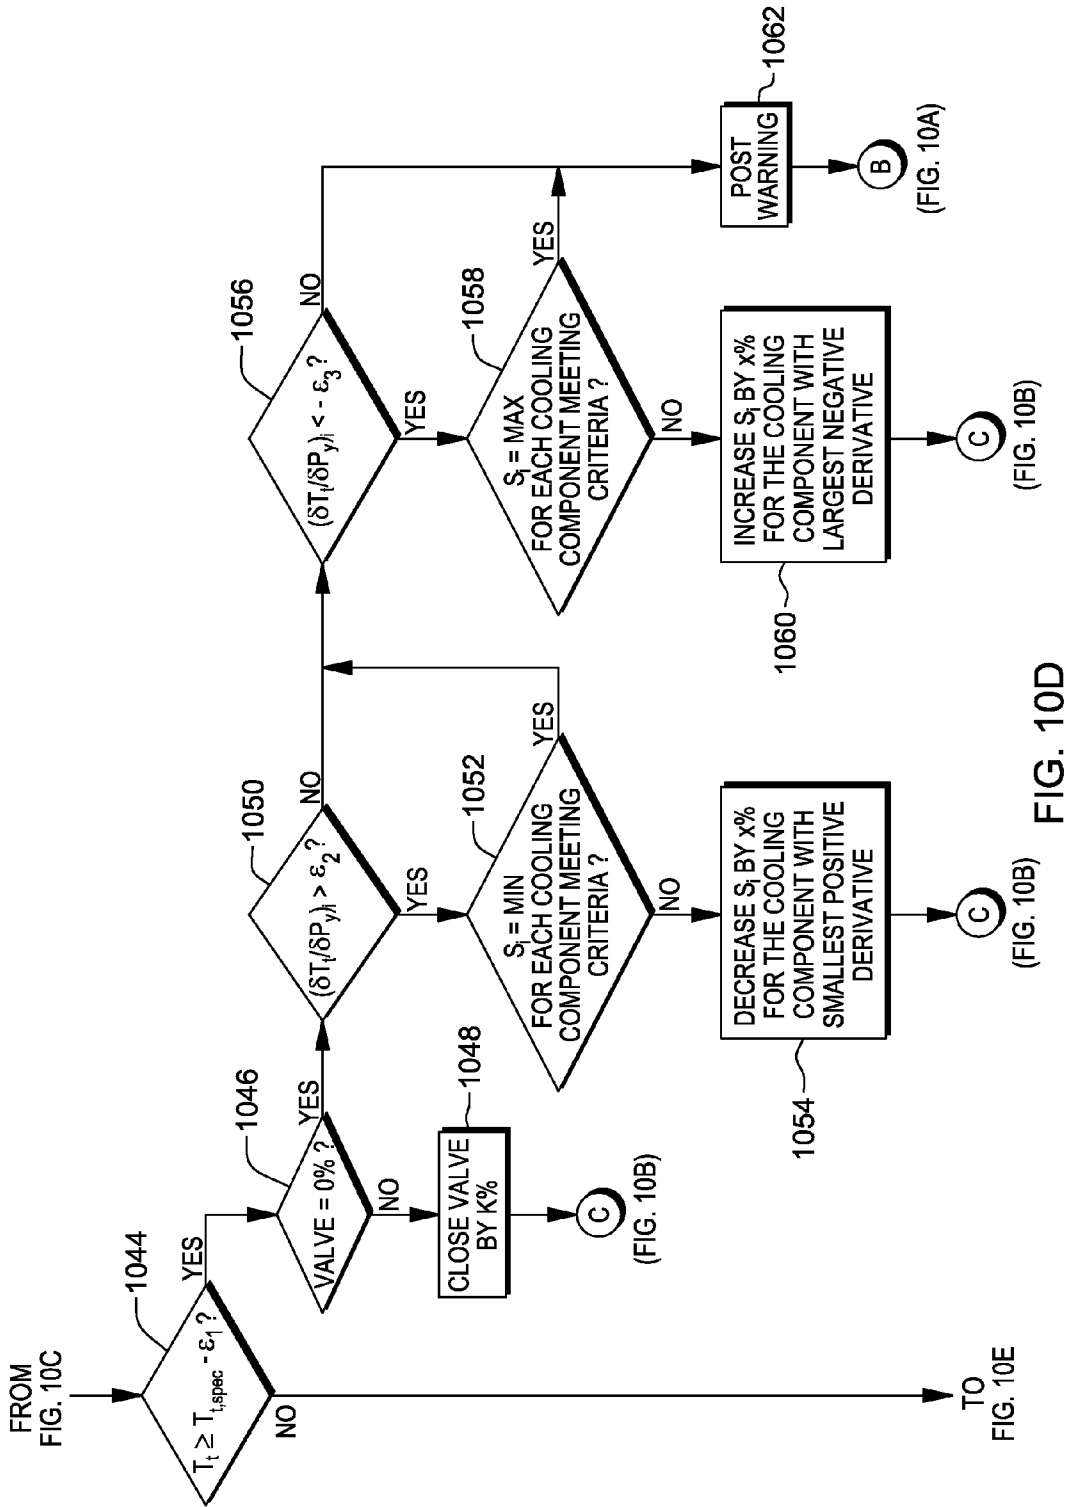 FROM
FIG. 10C
1044
T_t ≥ T_t,spec - ε_1 ?
YES
NO
TO
FIG. 10E
1046
VALVE = 0% ?
YES
NO
1048
CLOSE VALVE
BY K%
C
(FIG. 10B)
1050
(δT_t/δP_y)_i > ε_2 ?
NO
YES
1052
S_i = MIN
FOR EACH COOLING
COMPONENT MEETING
CRITERIA ?
YES
NO
1054
DECREASE S_i BY x%
FOR THE COOLING
COMPONENT WITH
SMALLEST POSITIVE
DERIVATIVE
C
(FIG. 10B)
1056
(δT_t/δP_y)_i < - ε_3 ?
NO
YES
1058
S_i = MAX
FOR EACH COOLING
COMPONENT MEETING
CRITERIA ?
YES
NO
1060
INCREASE S_i BY x%
FOR THE COOLING
COMPONENT WITH
LARGEST NEGATIVE
DERIVATIVE
C
(FIG. 10B)
1062
POST
WARNING
B
(FIG. 10A)
FIG. 10D